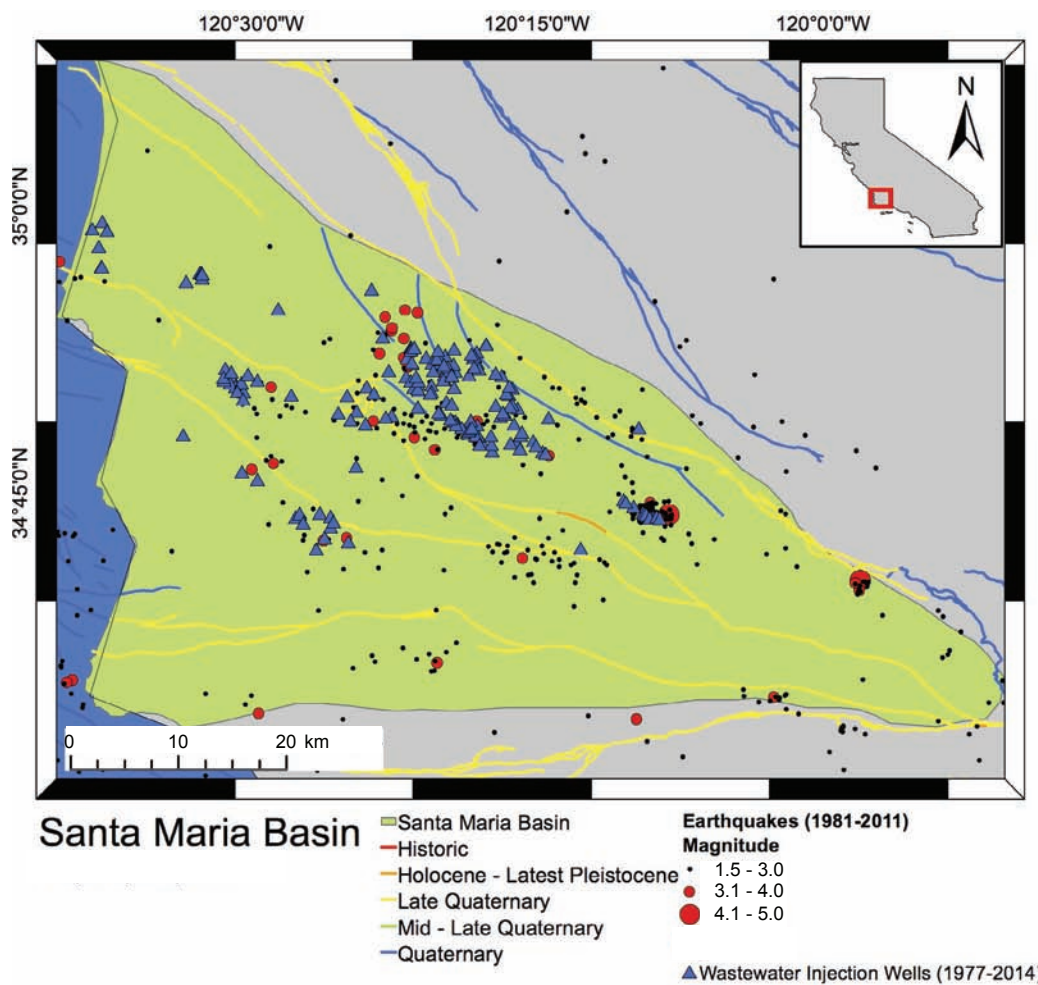 120°30'0"W 120°15'0"W 120°0'0"W
N
35°0'0"N
34°45'0"N
0 10 20 km
Santa Maria Basin
Santa Maria Basin
Historic
Holocene - Latest Pleistocene
Late Quaternary
Mid - Late Quaternary
Quaternary
Earthquakes (1981-2011)
Magnitude
1.5 - 3.0
3.1 - 4.0
4.1 - 5.0
Wastewater Injection Wells (1977-2014)